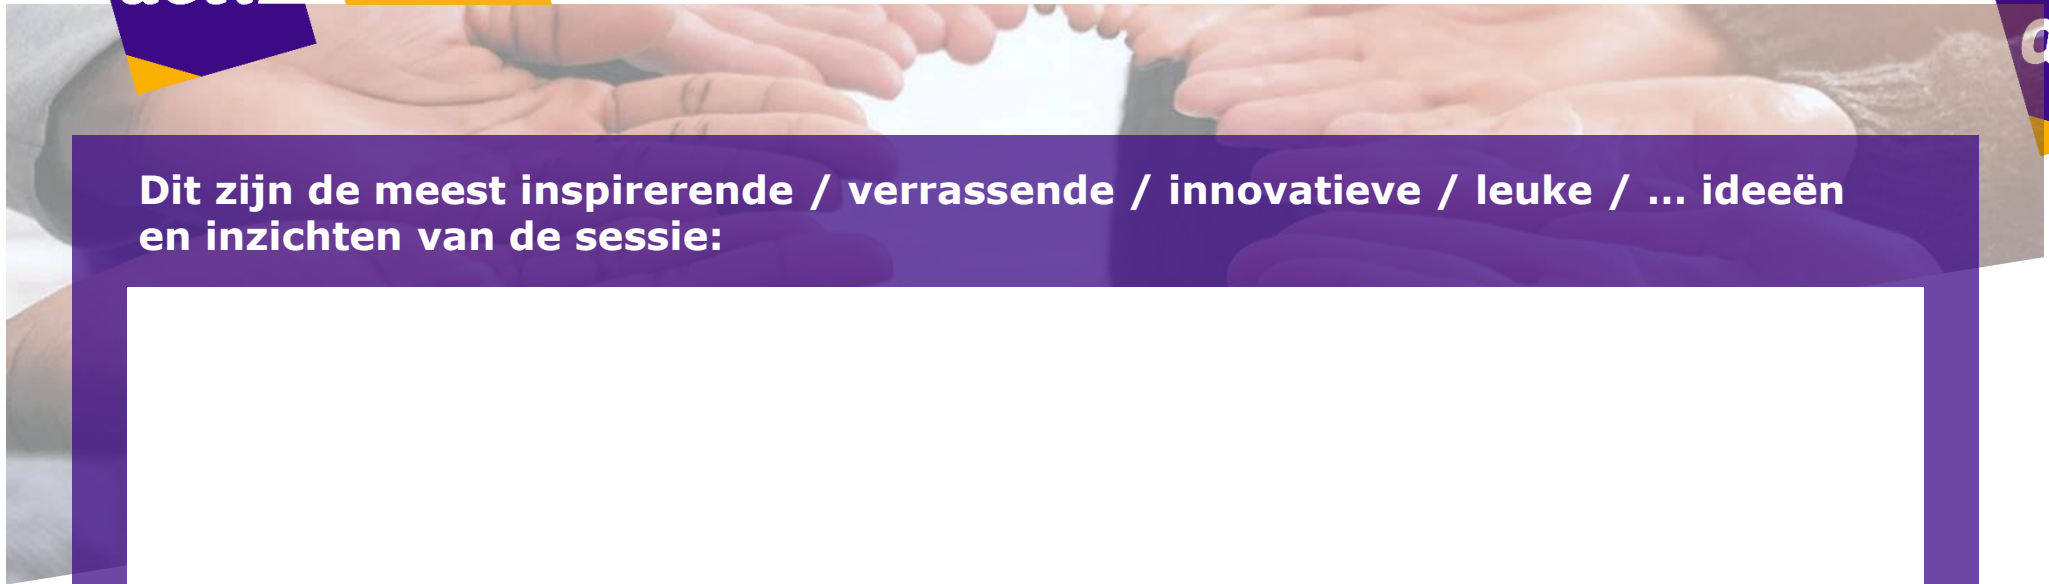 Dit zijn de meest inspirerende / verrassende / innovatieve / leuke / ... ideeën
en inzichten van de sessie: